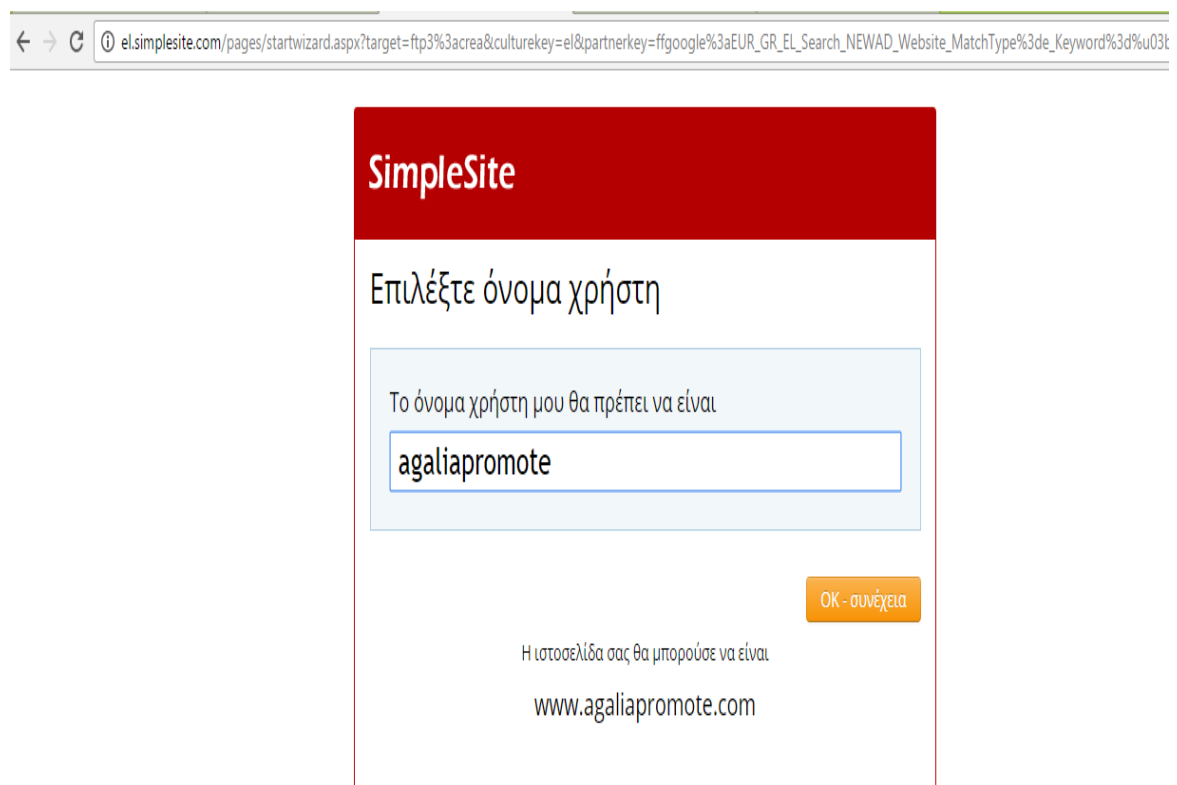 el.simplesite.com/pages/startwizard.aspx?target=ftp3%3acrea&culturekey=el&partnerkey=ffgoogle%3aEUR_GR_EL_Search_NEWAD_Website_MatchType%3de_Keyword%3d%u03b
SimpleSite
Επιλέξτε όνομα χρήστη
Το όνομα χρήστη μου θα πρέπει να είναι
agaliapromote
OK - συνέχεια
Η ιστοσελίδα σας θα μπορούσε να είναι
www.agaliapromote.com